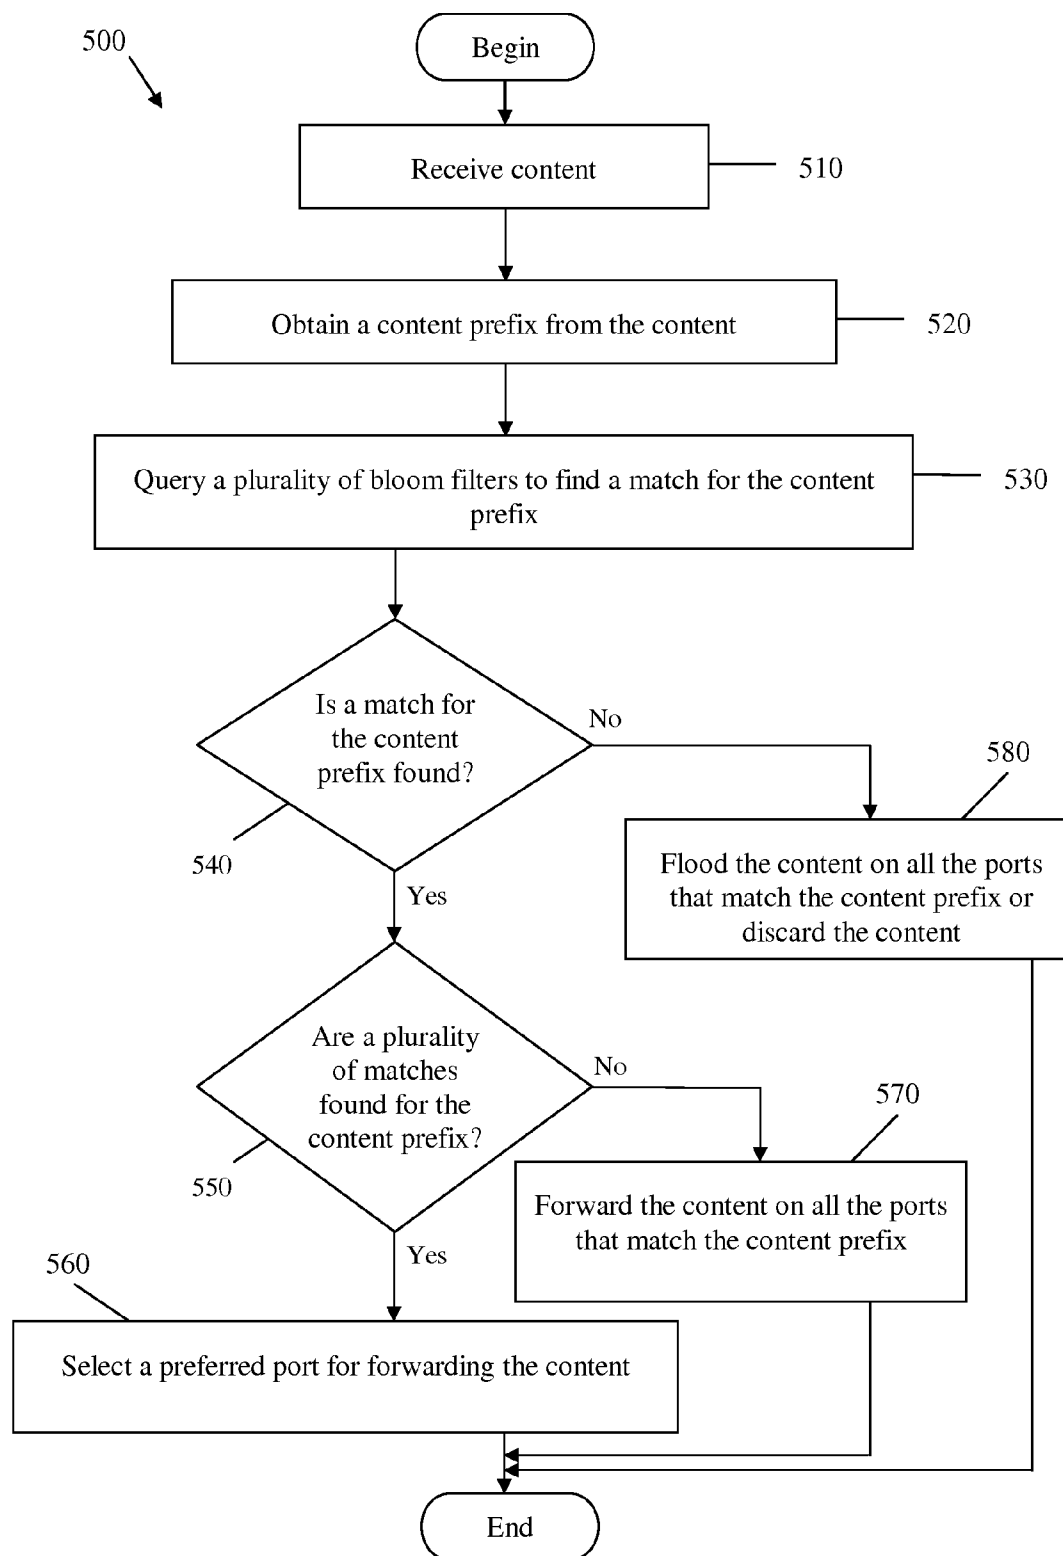 500
Begin
Receive content
510
Obtain a content prefix from the content
520
Query a plurality of bloom filters to find a match for the content
prefix
530
Is a match for
the content
prefix found?
No
540
Yes
580
Flood the content on all the ports
that match the content prefix or
discard the content
Are a plurality
of matches
found for the
content prefix?
No
550
Yes
570
Forward the content on all the ports
that match the content prefix
560
Select a preferred port for forwarding the content
End